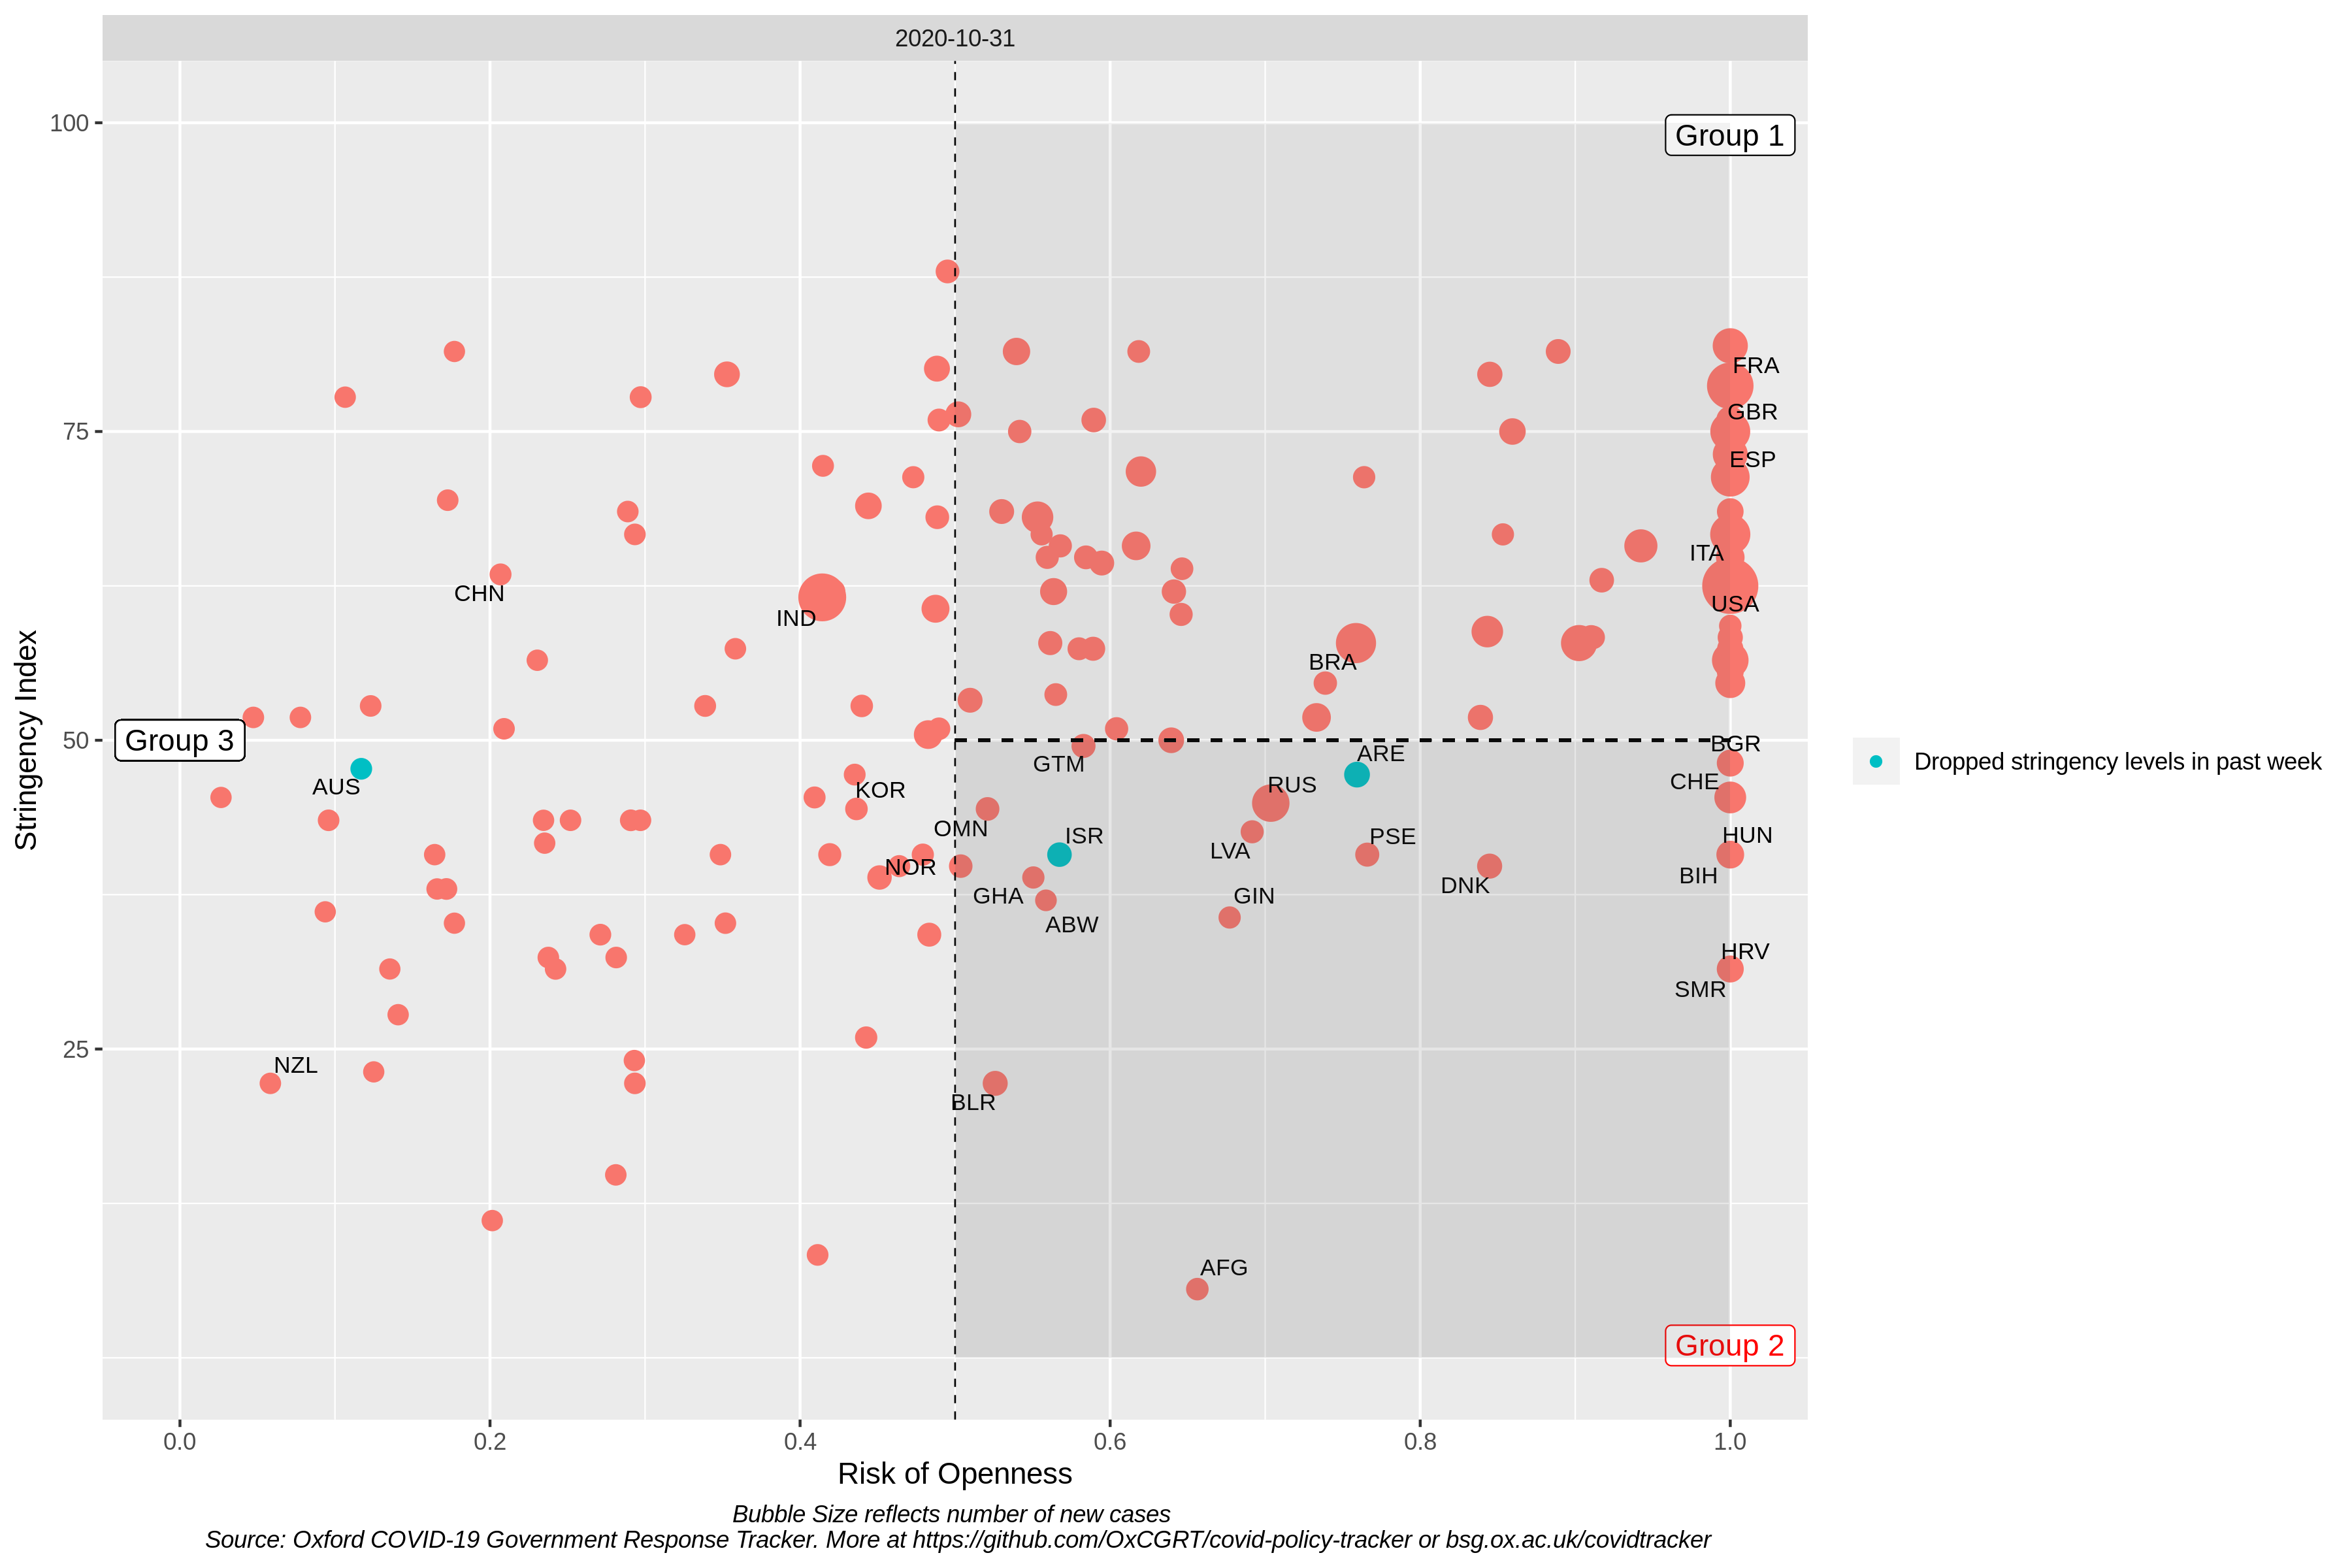 2020-10-31
100
75
50
25
Stringency Index
Group 1
FRA
GBR
ESP
ITA
CHN
IND
USA
BRA
Group 3
BGR
GTM
ARE
CHE
AUS
KOR
RUS
Dropped stringency levels in past week
OMN
ISR
PSE
HUN
LVA
NOR
BIH
DNK
GHA
GIN
ABW
HRV
SMR
NZL
BLR
AFG
Group 2
0.0
0.2
0.4
0.6
0.8
1.0
Risk of Openness
Bubble Size reflects number of new cases
Source: Oxford COVID-19 Government Response Tracker. More at https://github.com/OxCGRT/covid-policy-tracker or bsg.ox.ac.uk/covidtracker